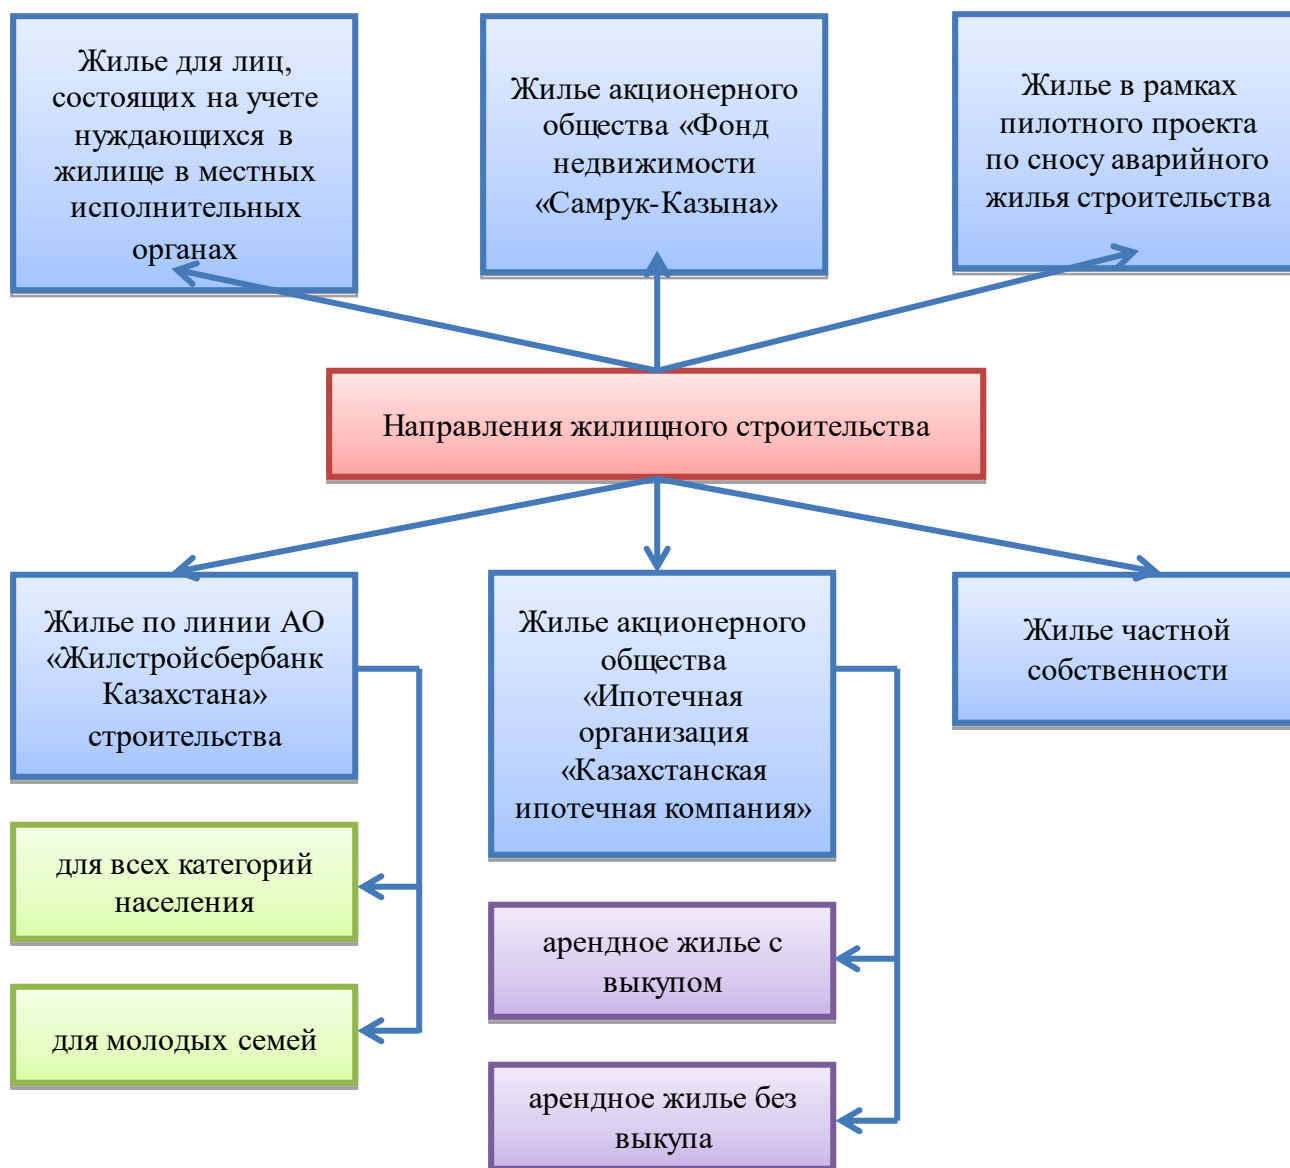 Жилье для лиц,
состоящих на учете
нуждающихся в
жилище в местных
исполнительных
органах
Жилье акционерного
общества «Фонд
недвижимости
«Самрук-Казына»
Жилье в рамках
пилотного проекта
по сносу аварийного
жилья строительства
Направления жилищного строительства
Жилье по линии АО
«Жилстройсбербанк
Казахстана»
строительства
Жилье акционерного
общества
«Ипотечная
организация
«Казахстанская
ипотечная компания»
Жилье частной
собственности
для всех категорий
населения
для молодых семей
арендное жилье с
выкупом
арендное жилье без
выкупа